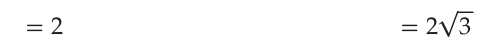 = 2 = 2√3